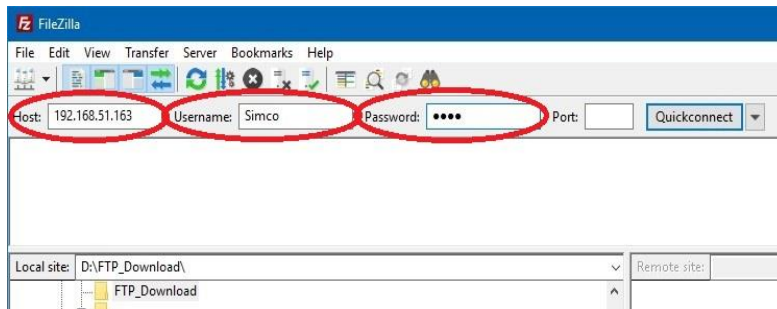 FileZilla
File Edit View Transfer Server Bookmarks Help
Host: 192.168.51.163 Username: Simco Password: •••• Port: Quickconnect
Local site: D:\FTP_Download\ Remote site:
FTP_Download